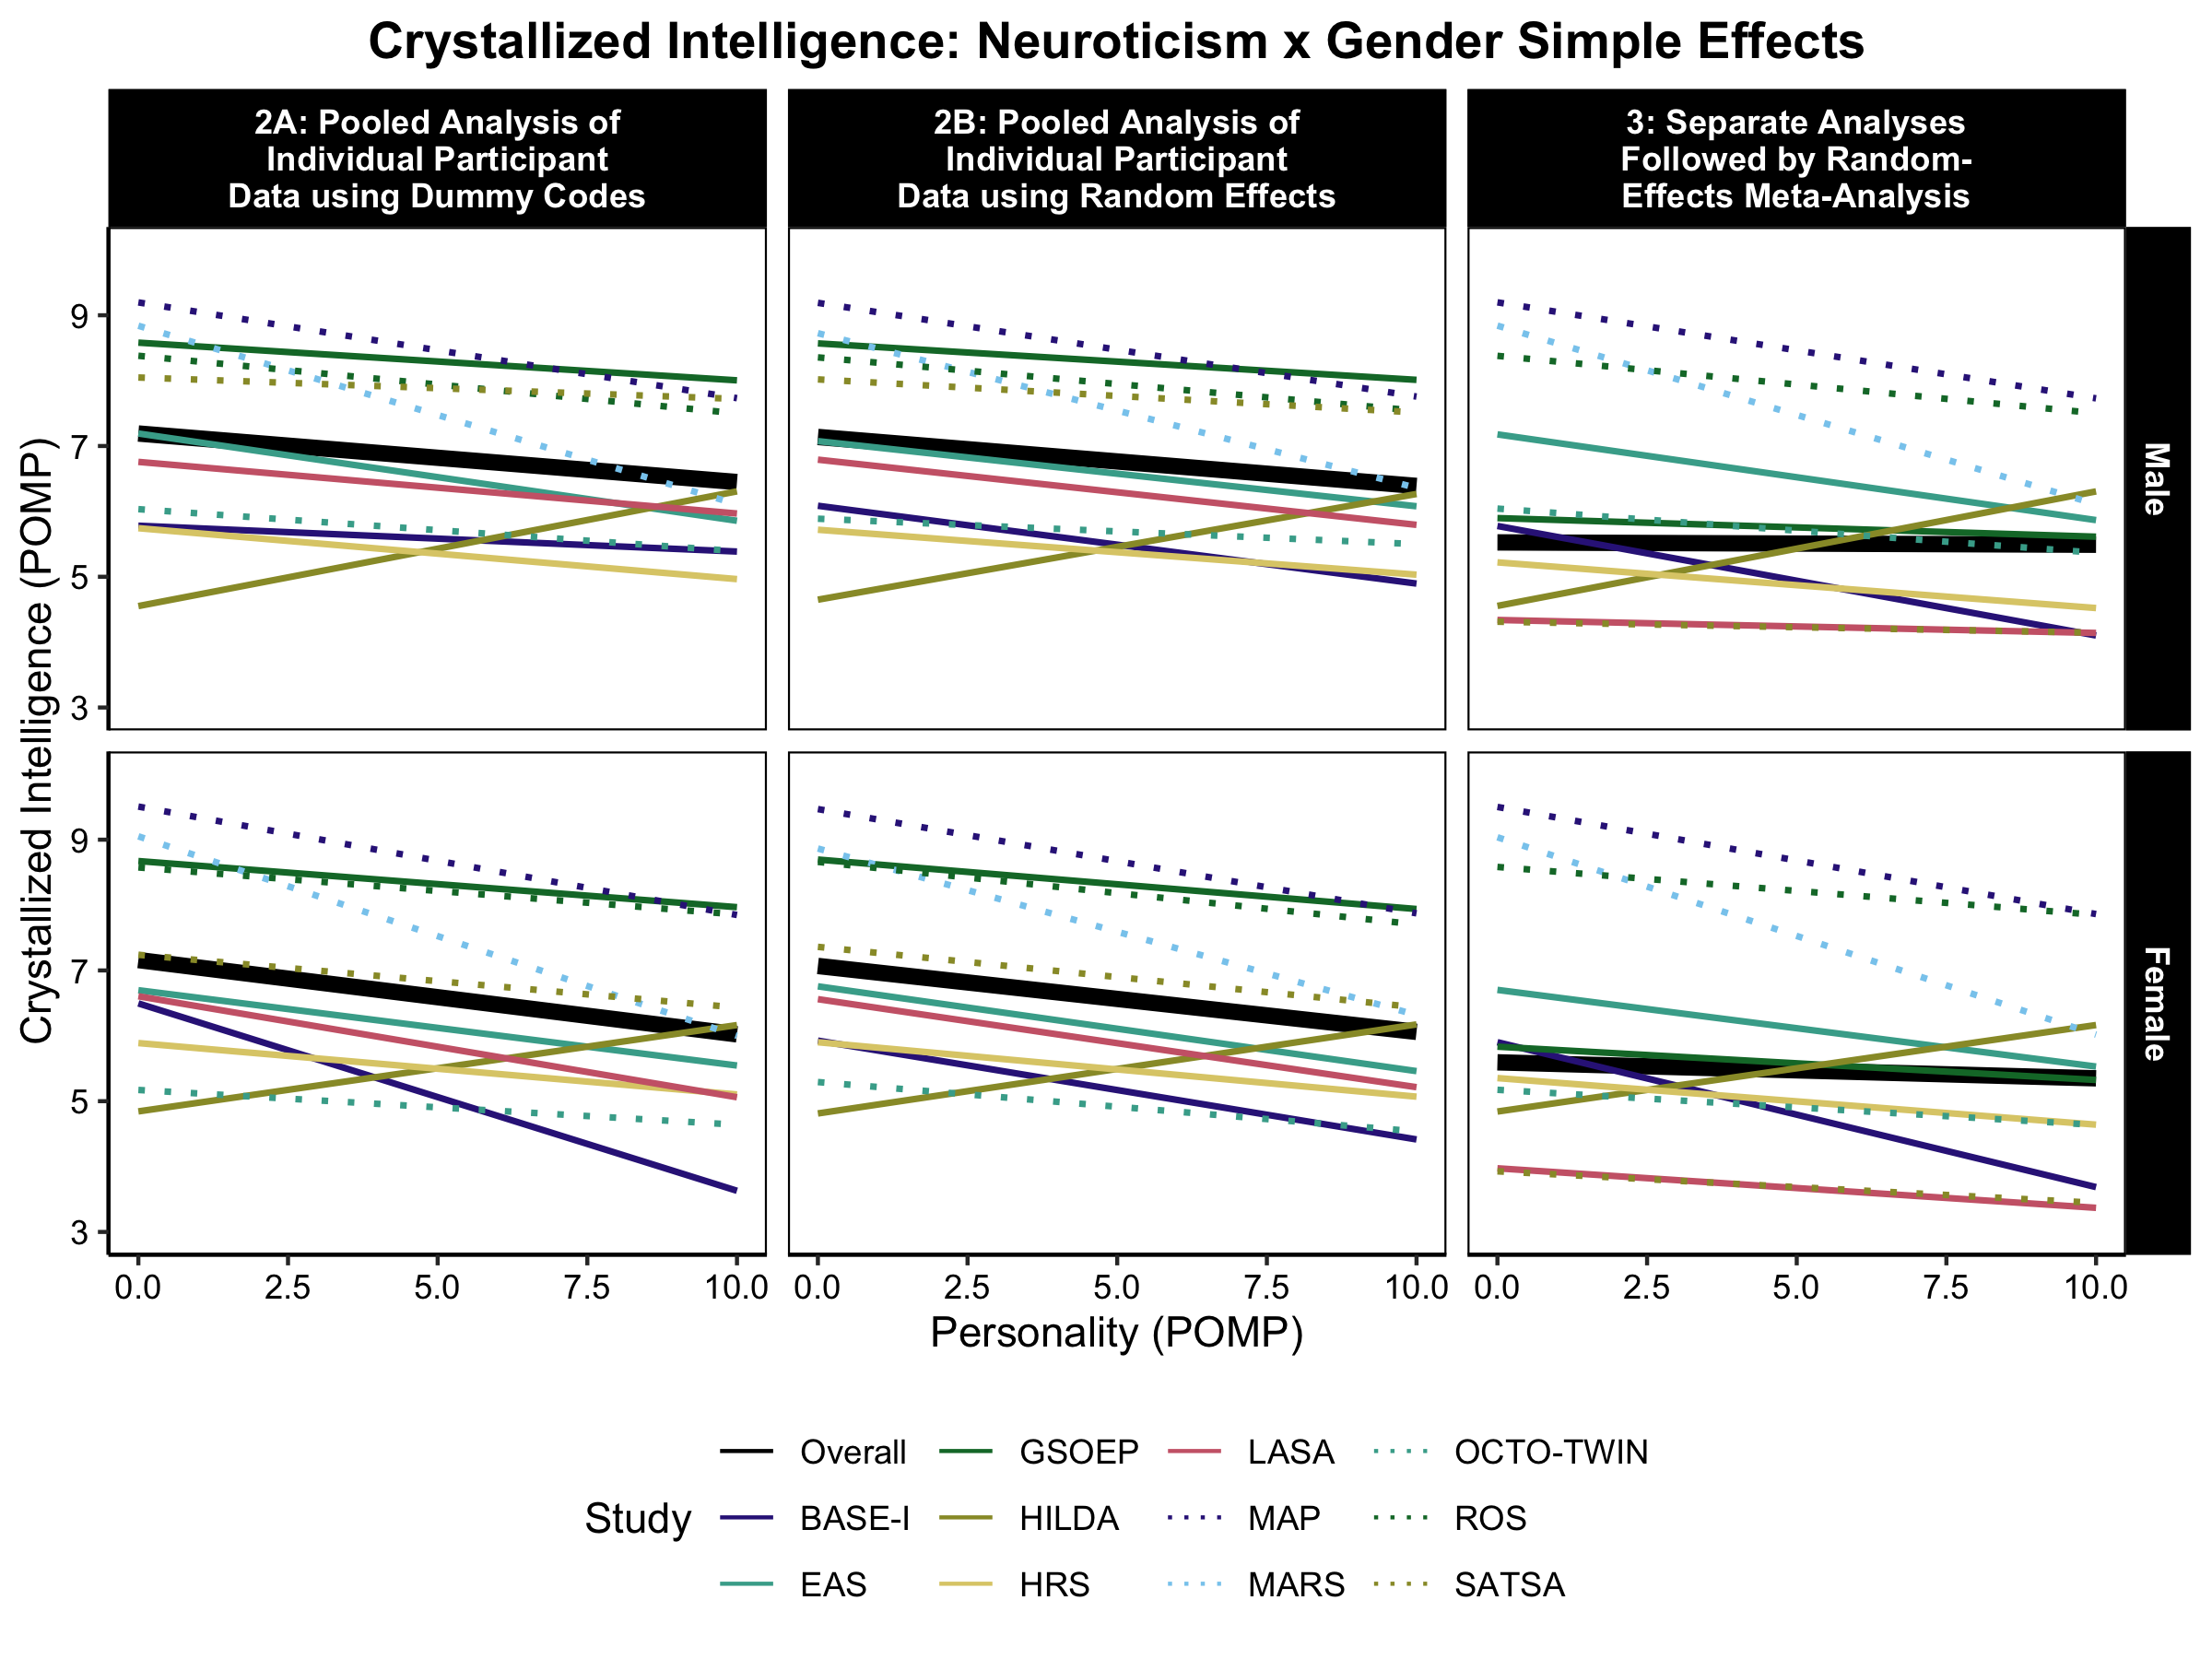 Crystallized Intelligence: Neuroticism x Gender Simple Effects
2A: Pooled Analysis of
Individual Participant
Data using Dummy Codes
2B: Pooled Analysis of
Individual Participant
Data using Random Effects
3: Separate Analyses
Followed by Random-
Effects Meta-Analysis
Crystallized Intelligence (POMP)
9
7
5
3
Male
9
7
5
3
Female
0.0 2.5 5.0 7.5 10.0
0.0 2.5 5.0 7.5 10.0
0.0 2.5 5.0 7.5 10.0
Personality (POMP)
Study
Overall GSOEP LASA OCTO-TWIN
BASE-I HILDA MAP ROS
EAS HRS MARS SATSA